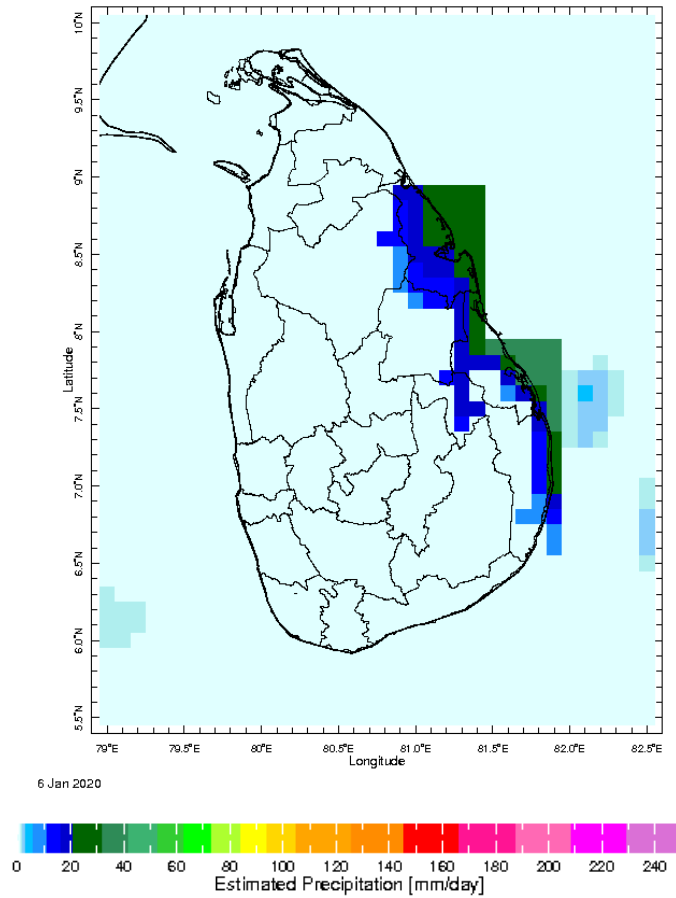 10°N
9.5°N
9°N
8.5°N
8°N
7.5°N
7.0°N
6.5°N
6.0°N
5.5°N
Latitude
79°E 79.5°E 80°E 80.5°E 81.0°E 81.5°E 82.0°E 82.5°E
Longitude
6 Jan 2020
0 20 40 60 80 100 120 140 160 180 200 220 240
Estimated Precipitation [mm/day]